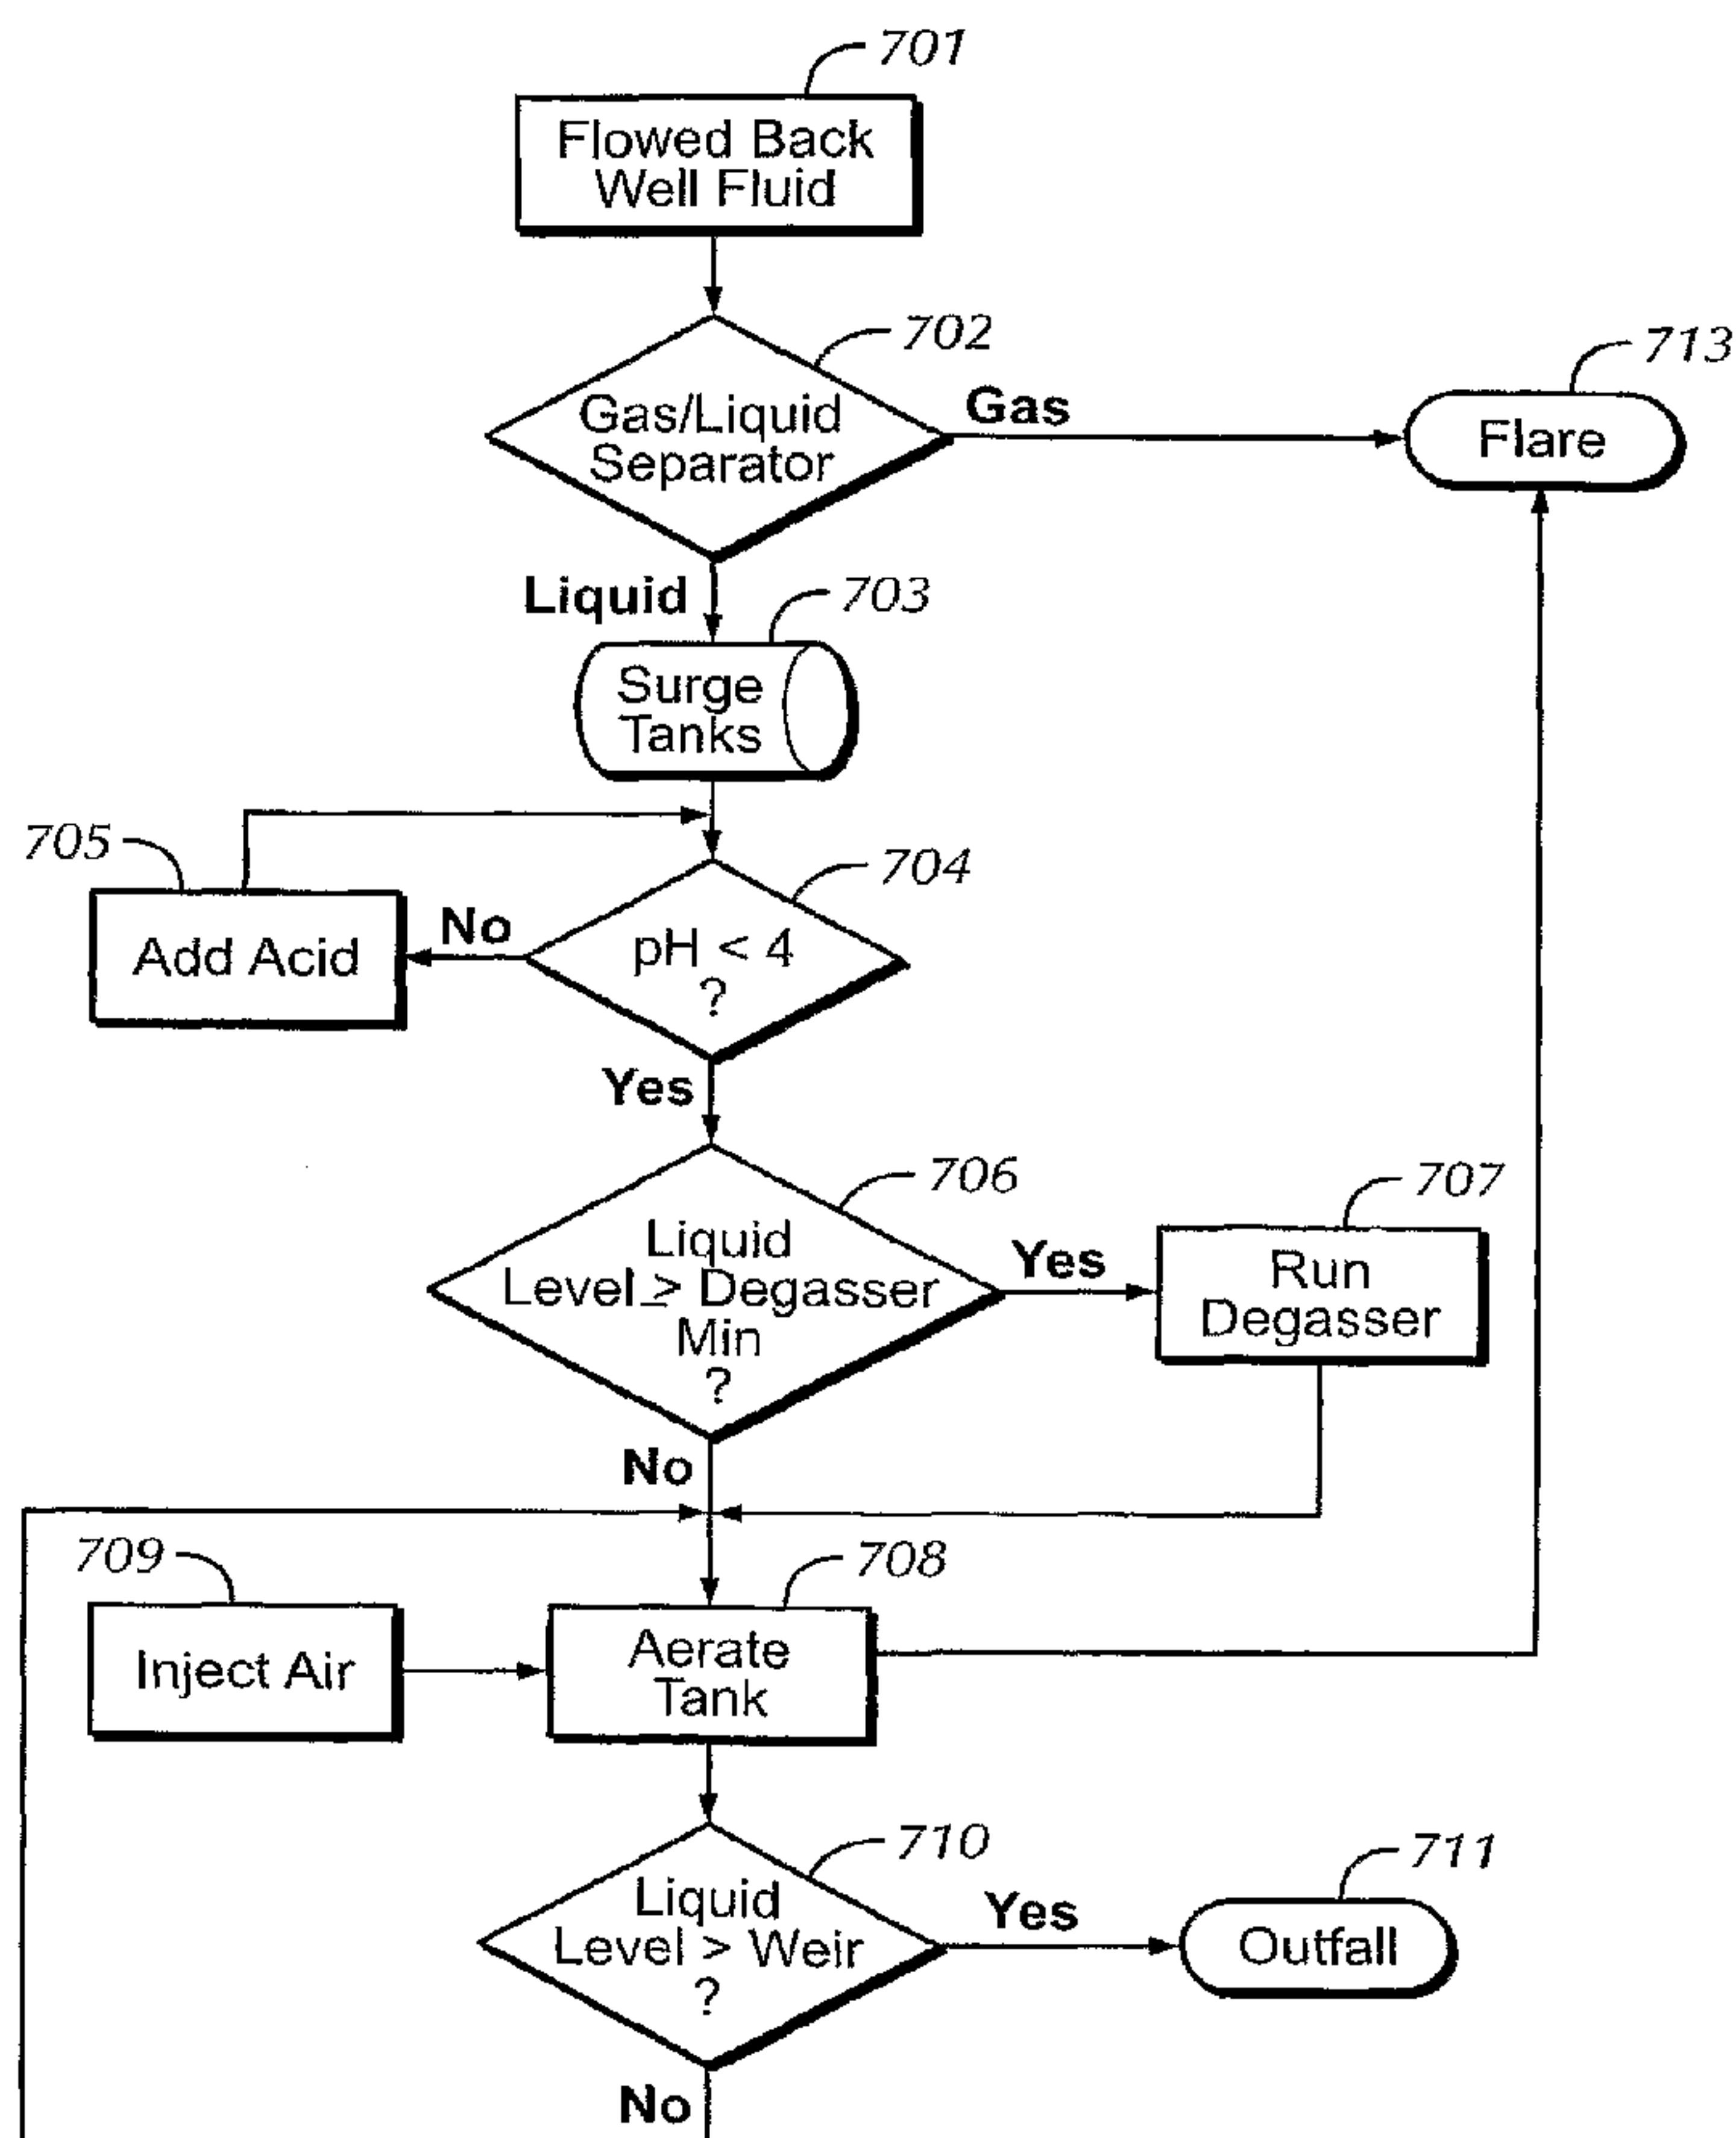 701
Flowed Back
Well Fluid
702
713
Gas/Liquid
Separator
Gas
Flare
Liquid
703
Surge
Tanks
705
704
Add Acid
No
pH < 4
?
Yes
706
707
Liquid
Level ≥ Degasser
Min
?
Yes
Run
Degasser
No
709
708
Inject Air
Aerate
Tank
710
711
Liquid
Level > Weir
?
Yes
Outfall
No